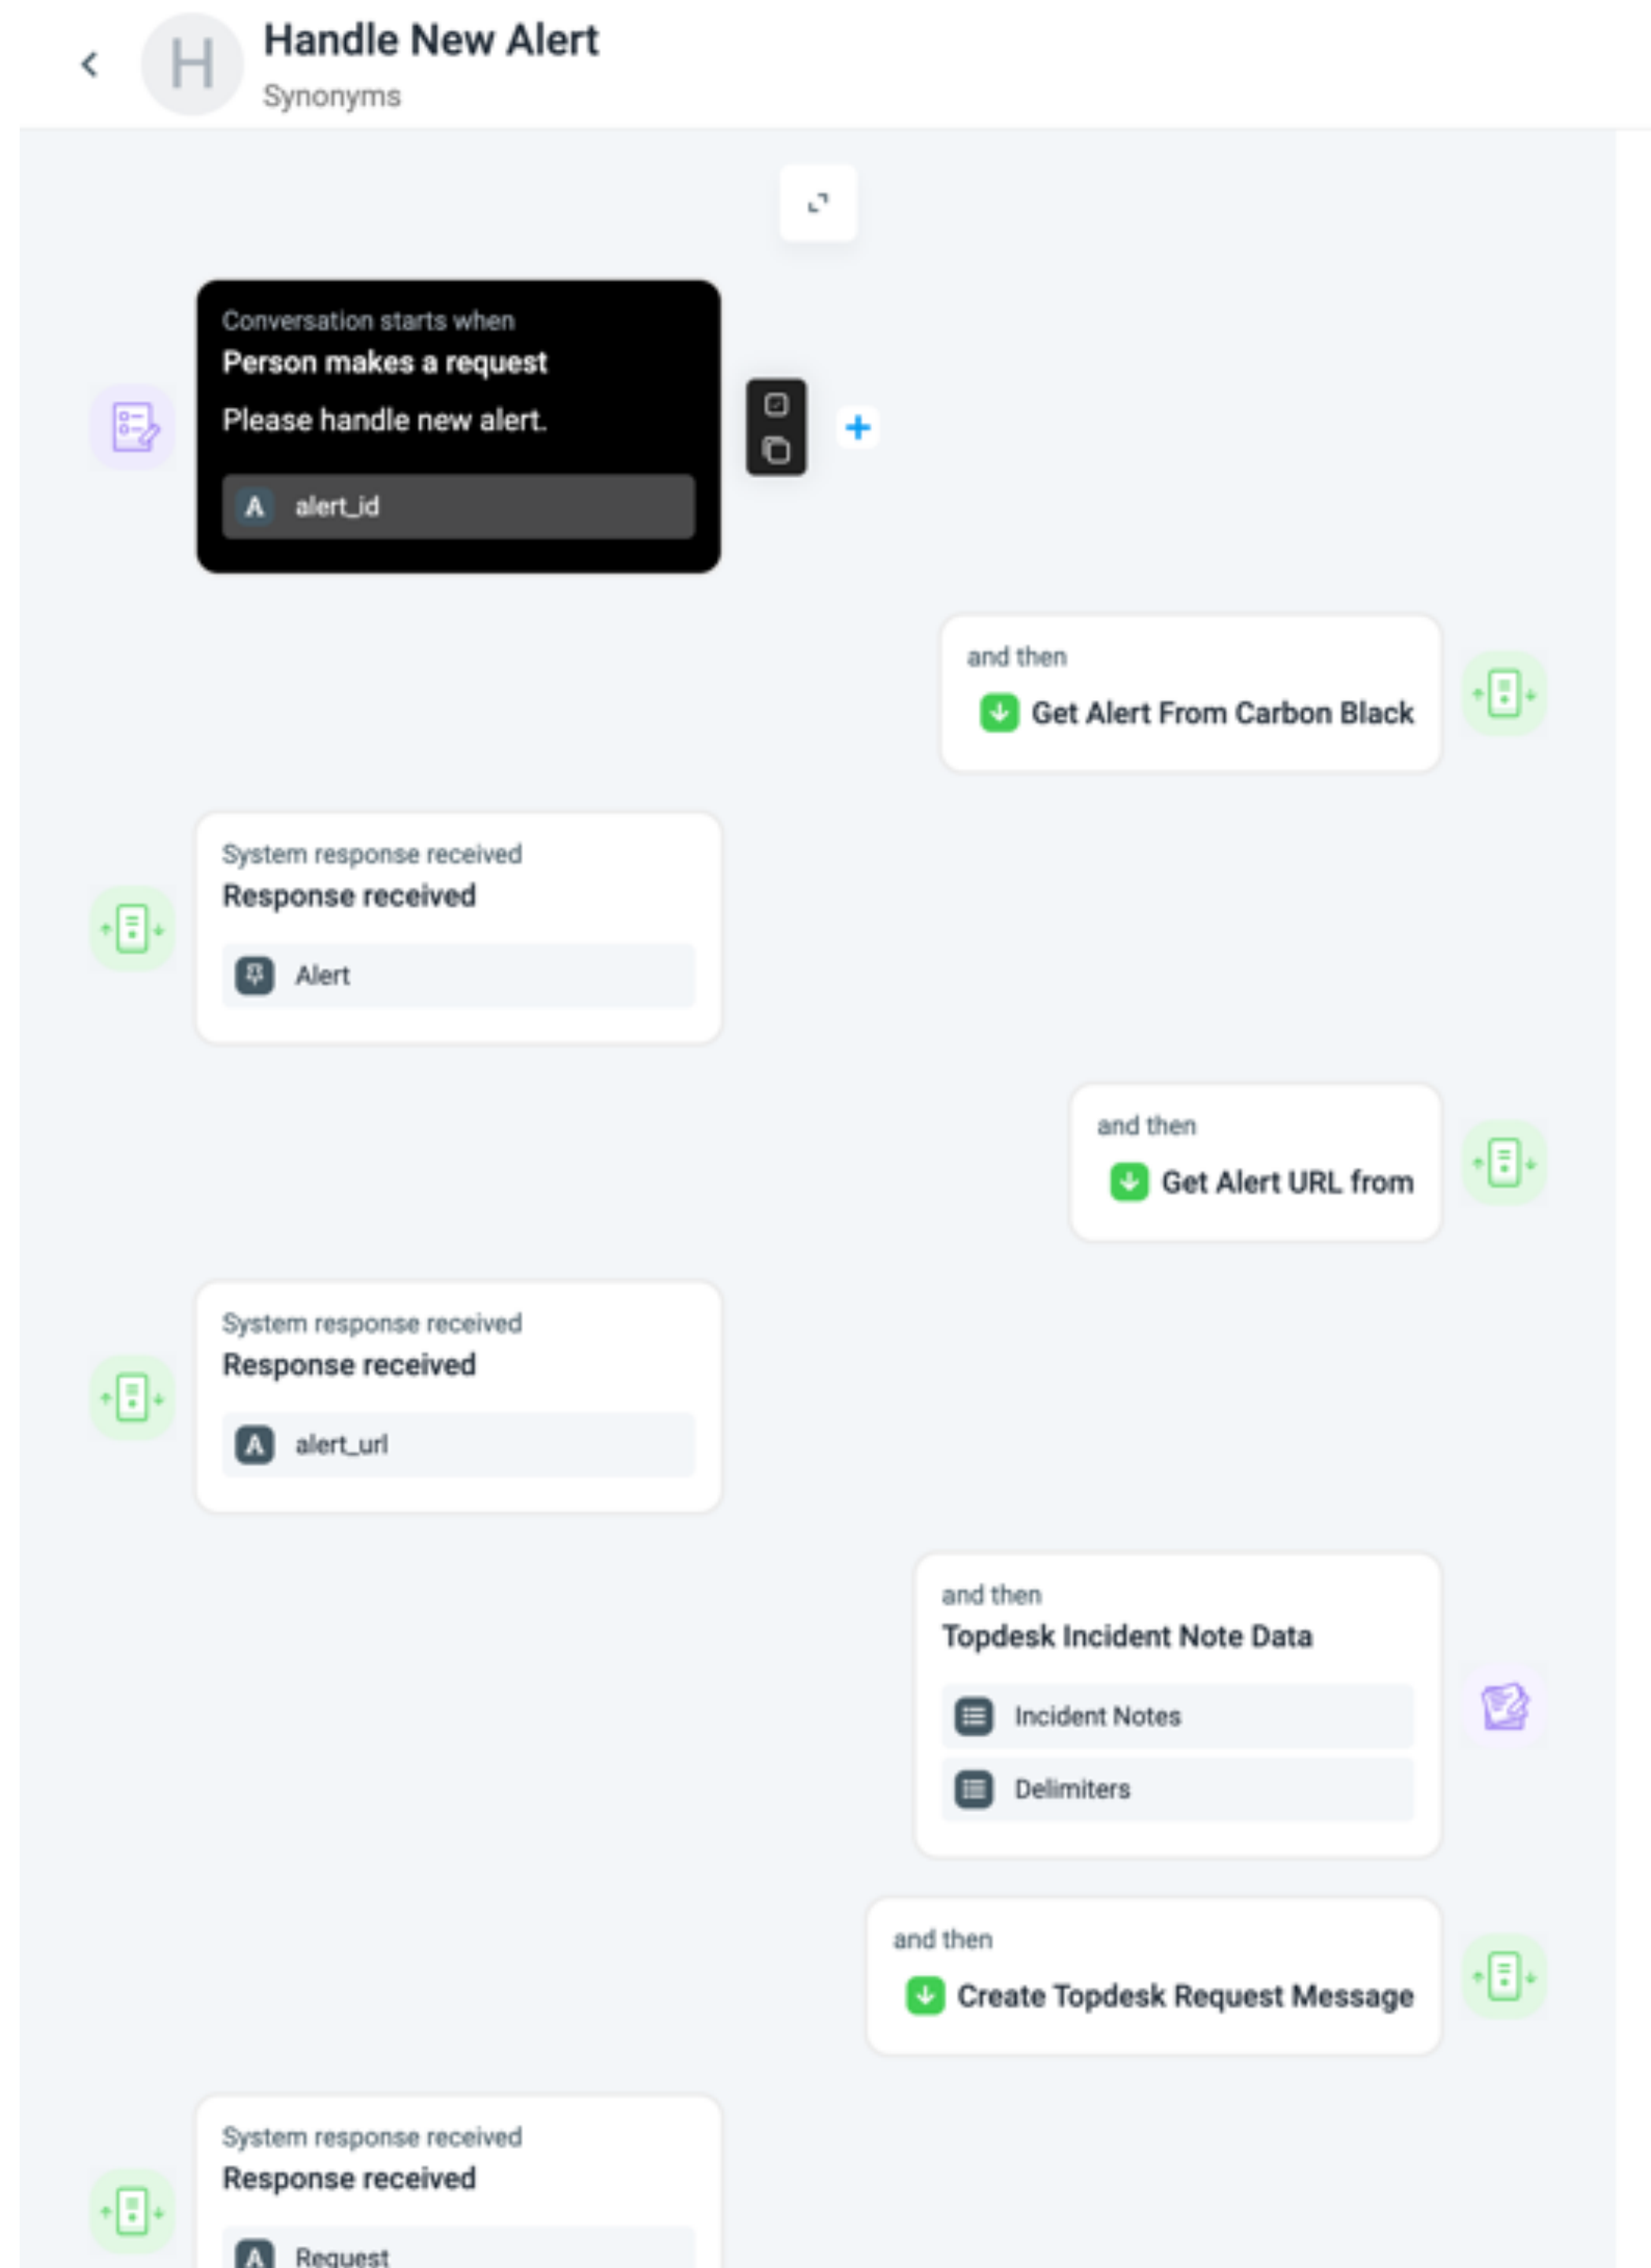 H
Handle New Alert
Synonyms
Conversation starts when
Person makes a request
Please handle new alert.
A alert_id
and then
Get Alert From Carbon Black
System response received
Response received
Alert
and then
Get Alert URL from
System response received
Response received
A alert_url
and then
Topdesk Incident Note Data
Incident Notes
Delimiters
and then
Create Topdesk Request Message
System response received
Response received
A Request